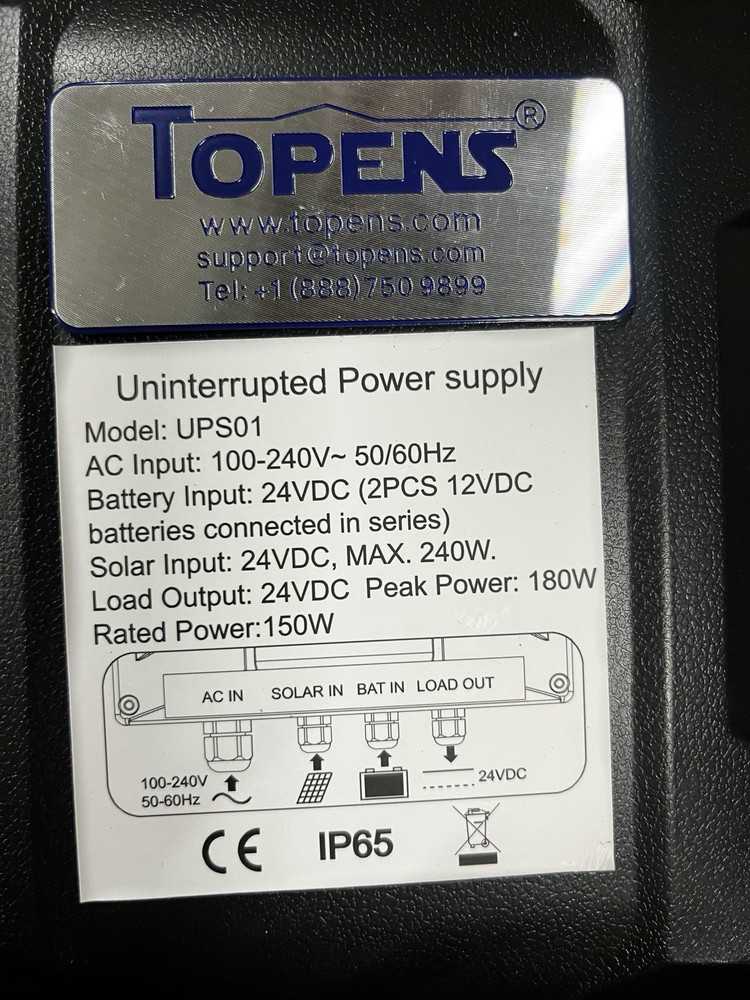 TOPENS®
www.topens.com
support@topens.com
Tel: +1 (888) 750 9899
Uninterrupted Power supply
Model: UPS01
AC Input: 100-240V~ 50/60Hz
Battery Input: 24VDC (2PCS 12VDC
batteries connected in series)
Solar Input: 24VDC, MAX. 240W.
Load Output: 24VDC Peak Power: 180W
Rated Power:150W
AC IN SOLAR IN BAT IN LOAD OUT
100-240V
50-60Hz
24VDC
CE IP65